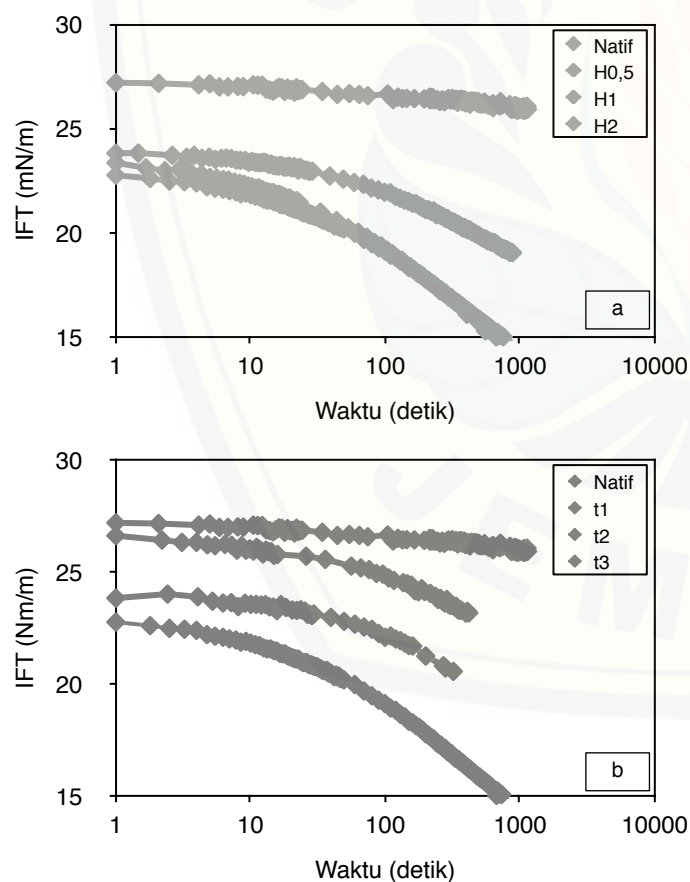 30
25
20
15
IFT (mN/m)
Natif
H0,5
H1
H2
a
1
10
100
1000
10000
Waktu (detik)
30
25
20
15
IFT (Nm/m)
Natif
t1
t2
t3
b
1
10
100
1000
10000
Waktu (detik)
JEM